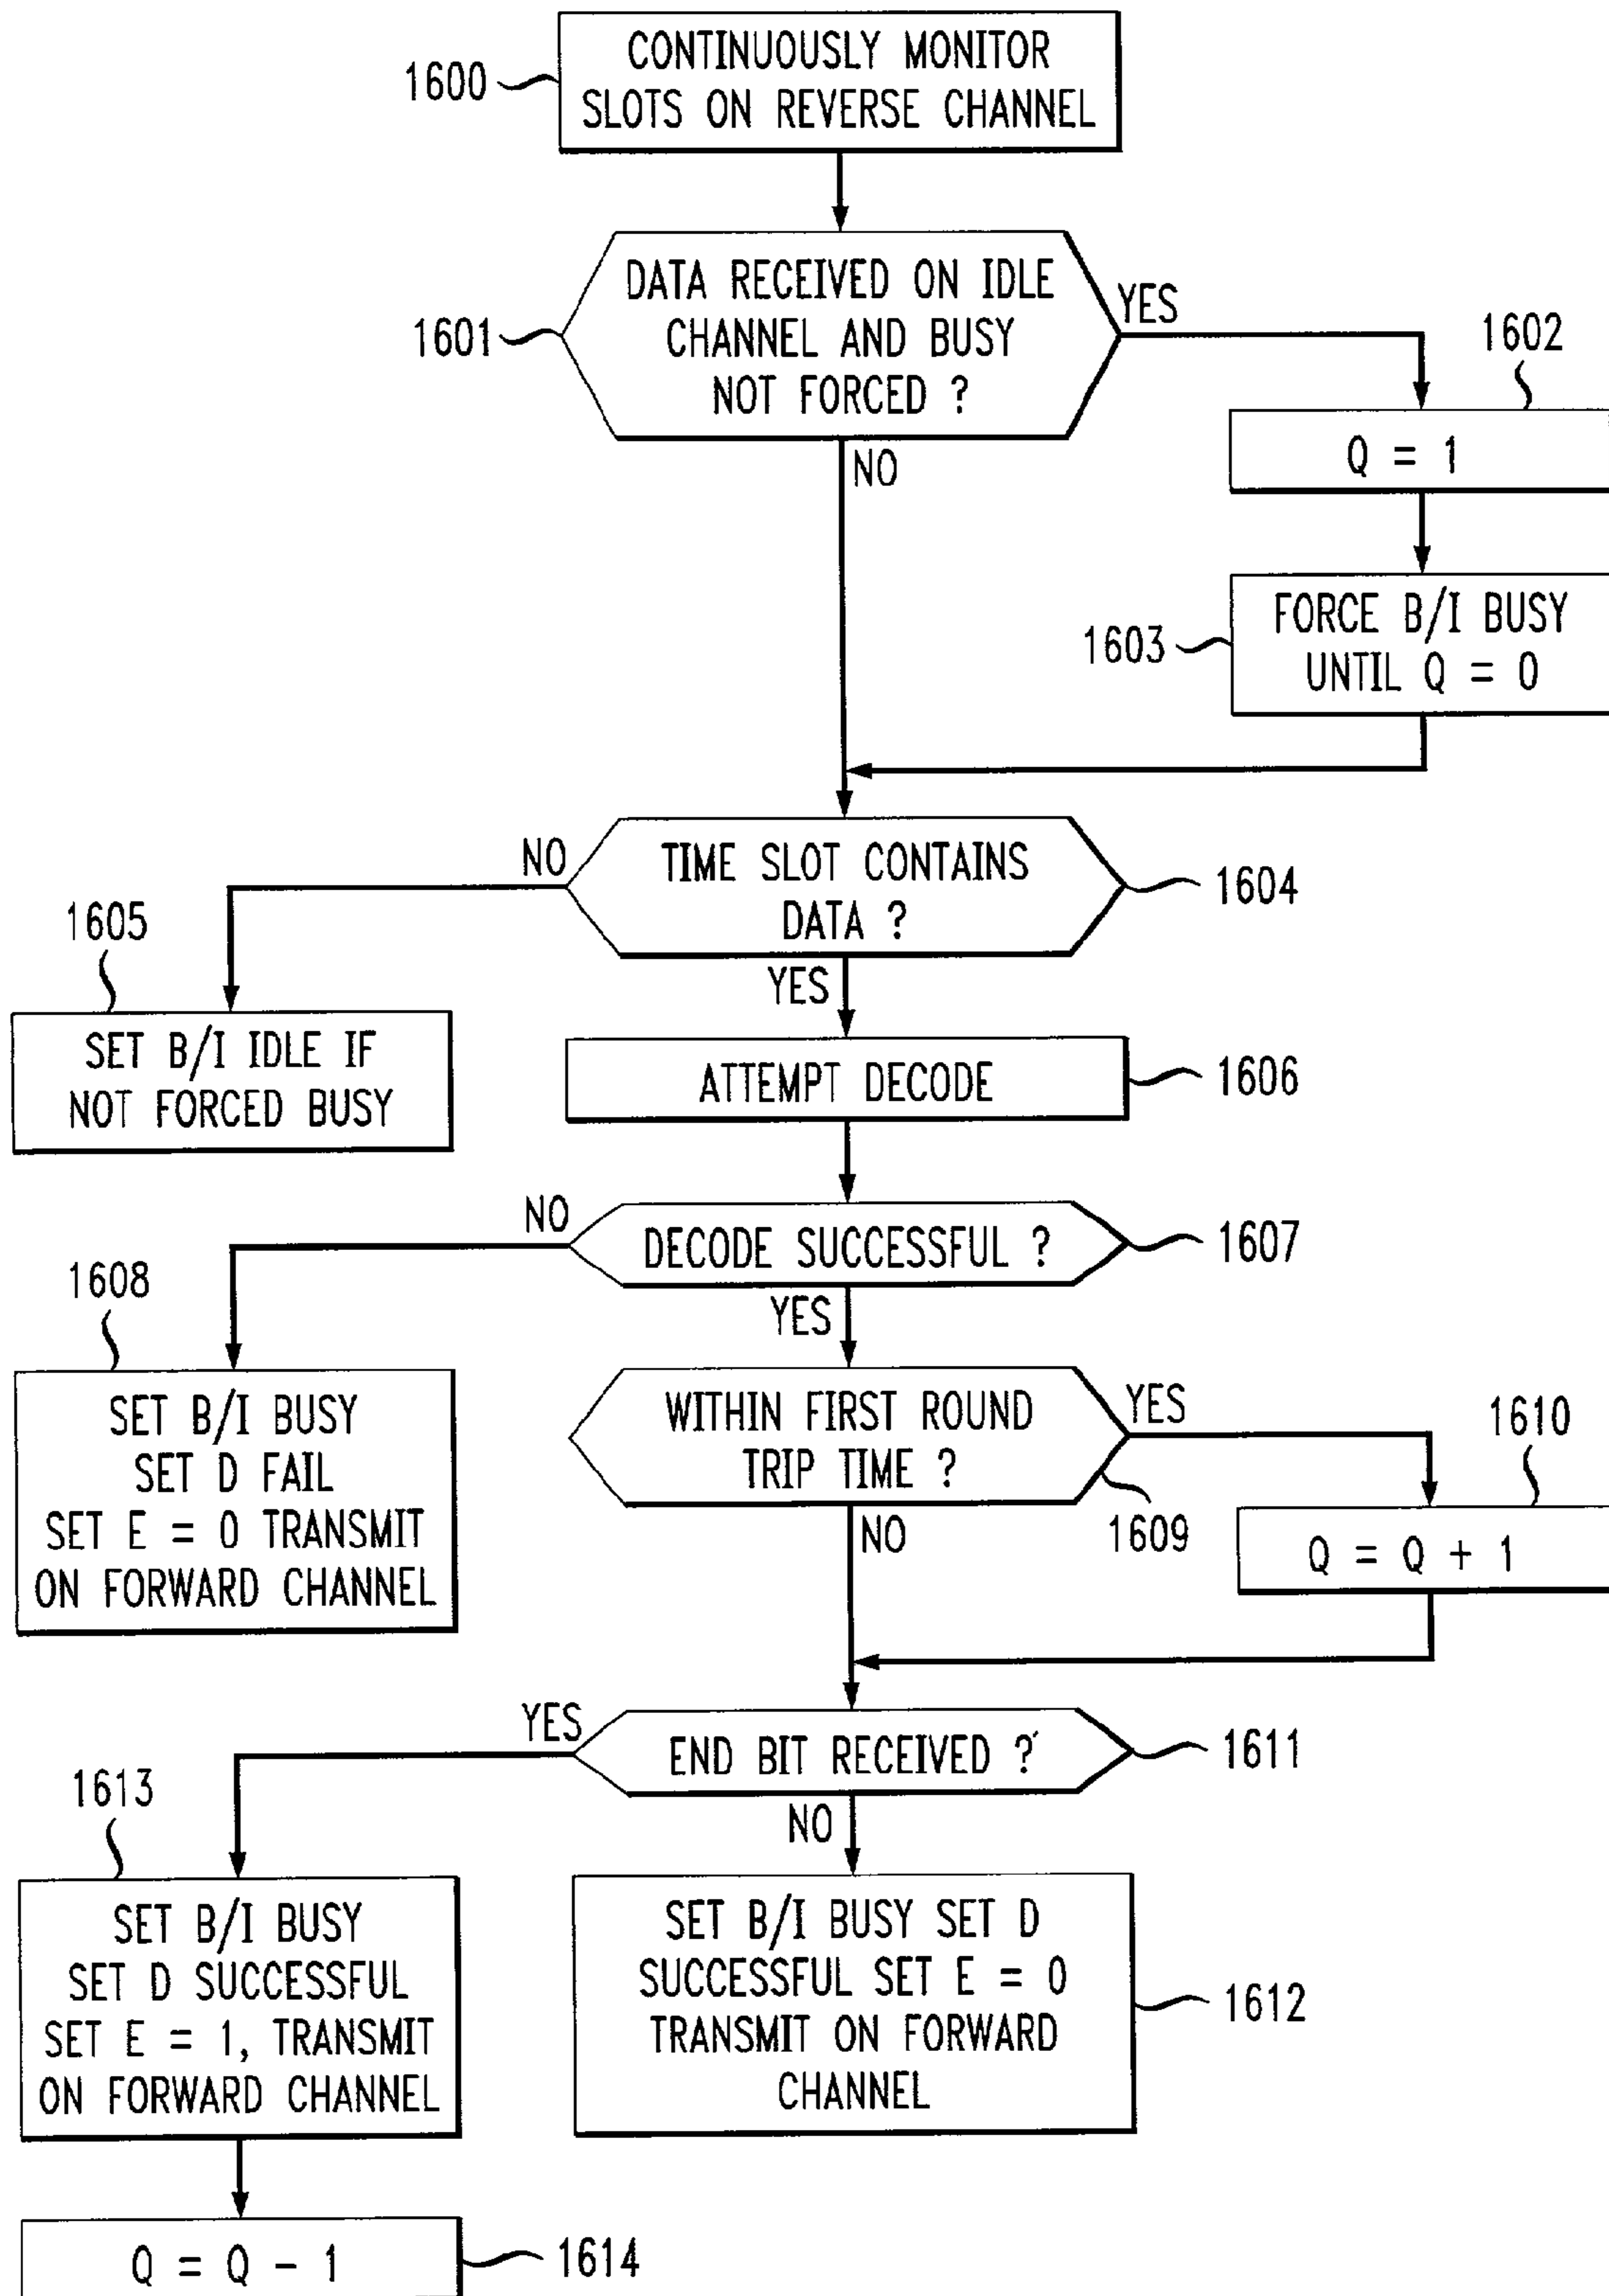 CONTINUOUSLY MONITOR
SLOTS ON REVERSE CHANNEL
1600
DATA RECEIVED ON IDLE
CHANNEL AND BUSY
NOT FORCED ?
1601
YES
NO
1602
Q = 1
FORCE B/I BUSY
UNTIL Q = 0
1603
TIME SLOT CONTAINS
DATA ?
1604
NO
YES
1605
SET B/I IDLE IF
NOT FORCED BUSY
ATTEMPT DECODE
1606
DECODE SUCCESSFUL ?
1607
NO
YES
1608
SET B/I BUSY
SET D FAIL
SET E = 0 TRANSMIT
ON FORWARD CHANNEL
WITHIN FIRST ROUND
TRIP TIME ?
1609
YES
NO
1610
Q = Q + 1
END BIT RECEIVED ?
1611
YES
NO
1613
SET B/I BUSY
SET D SUCCESSFUL
SET E = 1, TRANSMIT
ON FORWARD CHANNEL
SET B/I BUSY SET D
SUCCESSFUL SET E = 0
TRANSMIT ON FORWARD
CHANNEL
1612
Q = Q - 1
1614